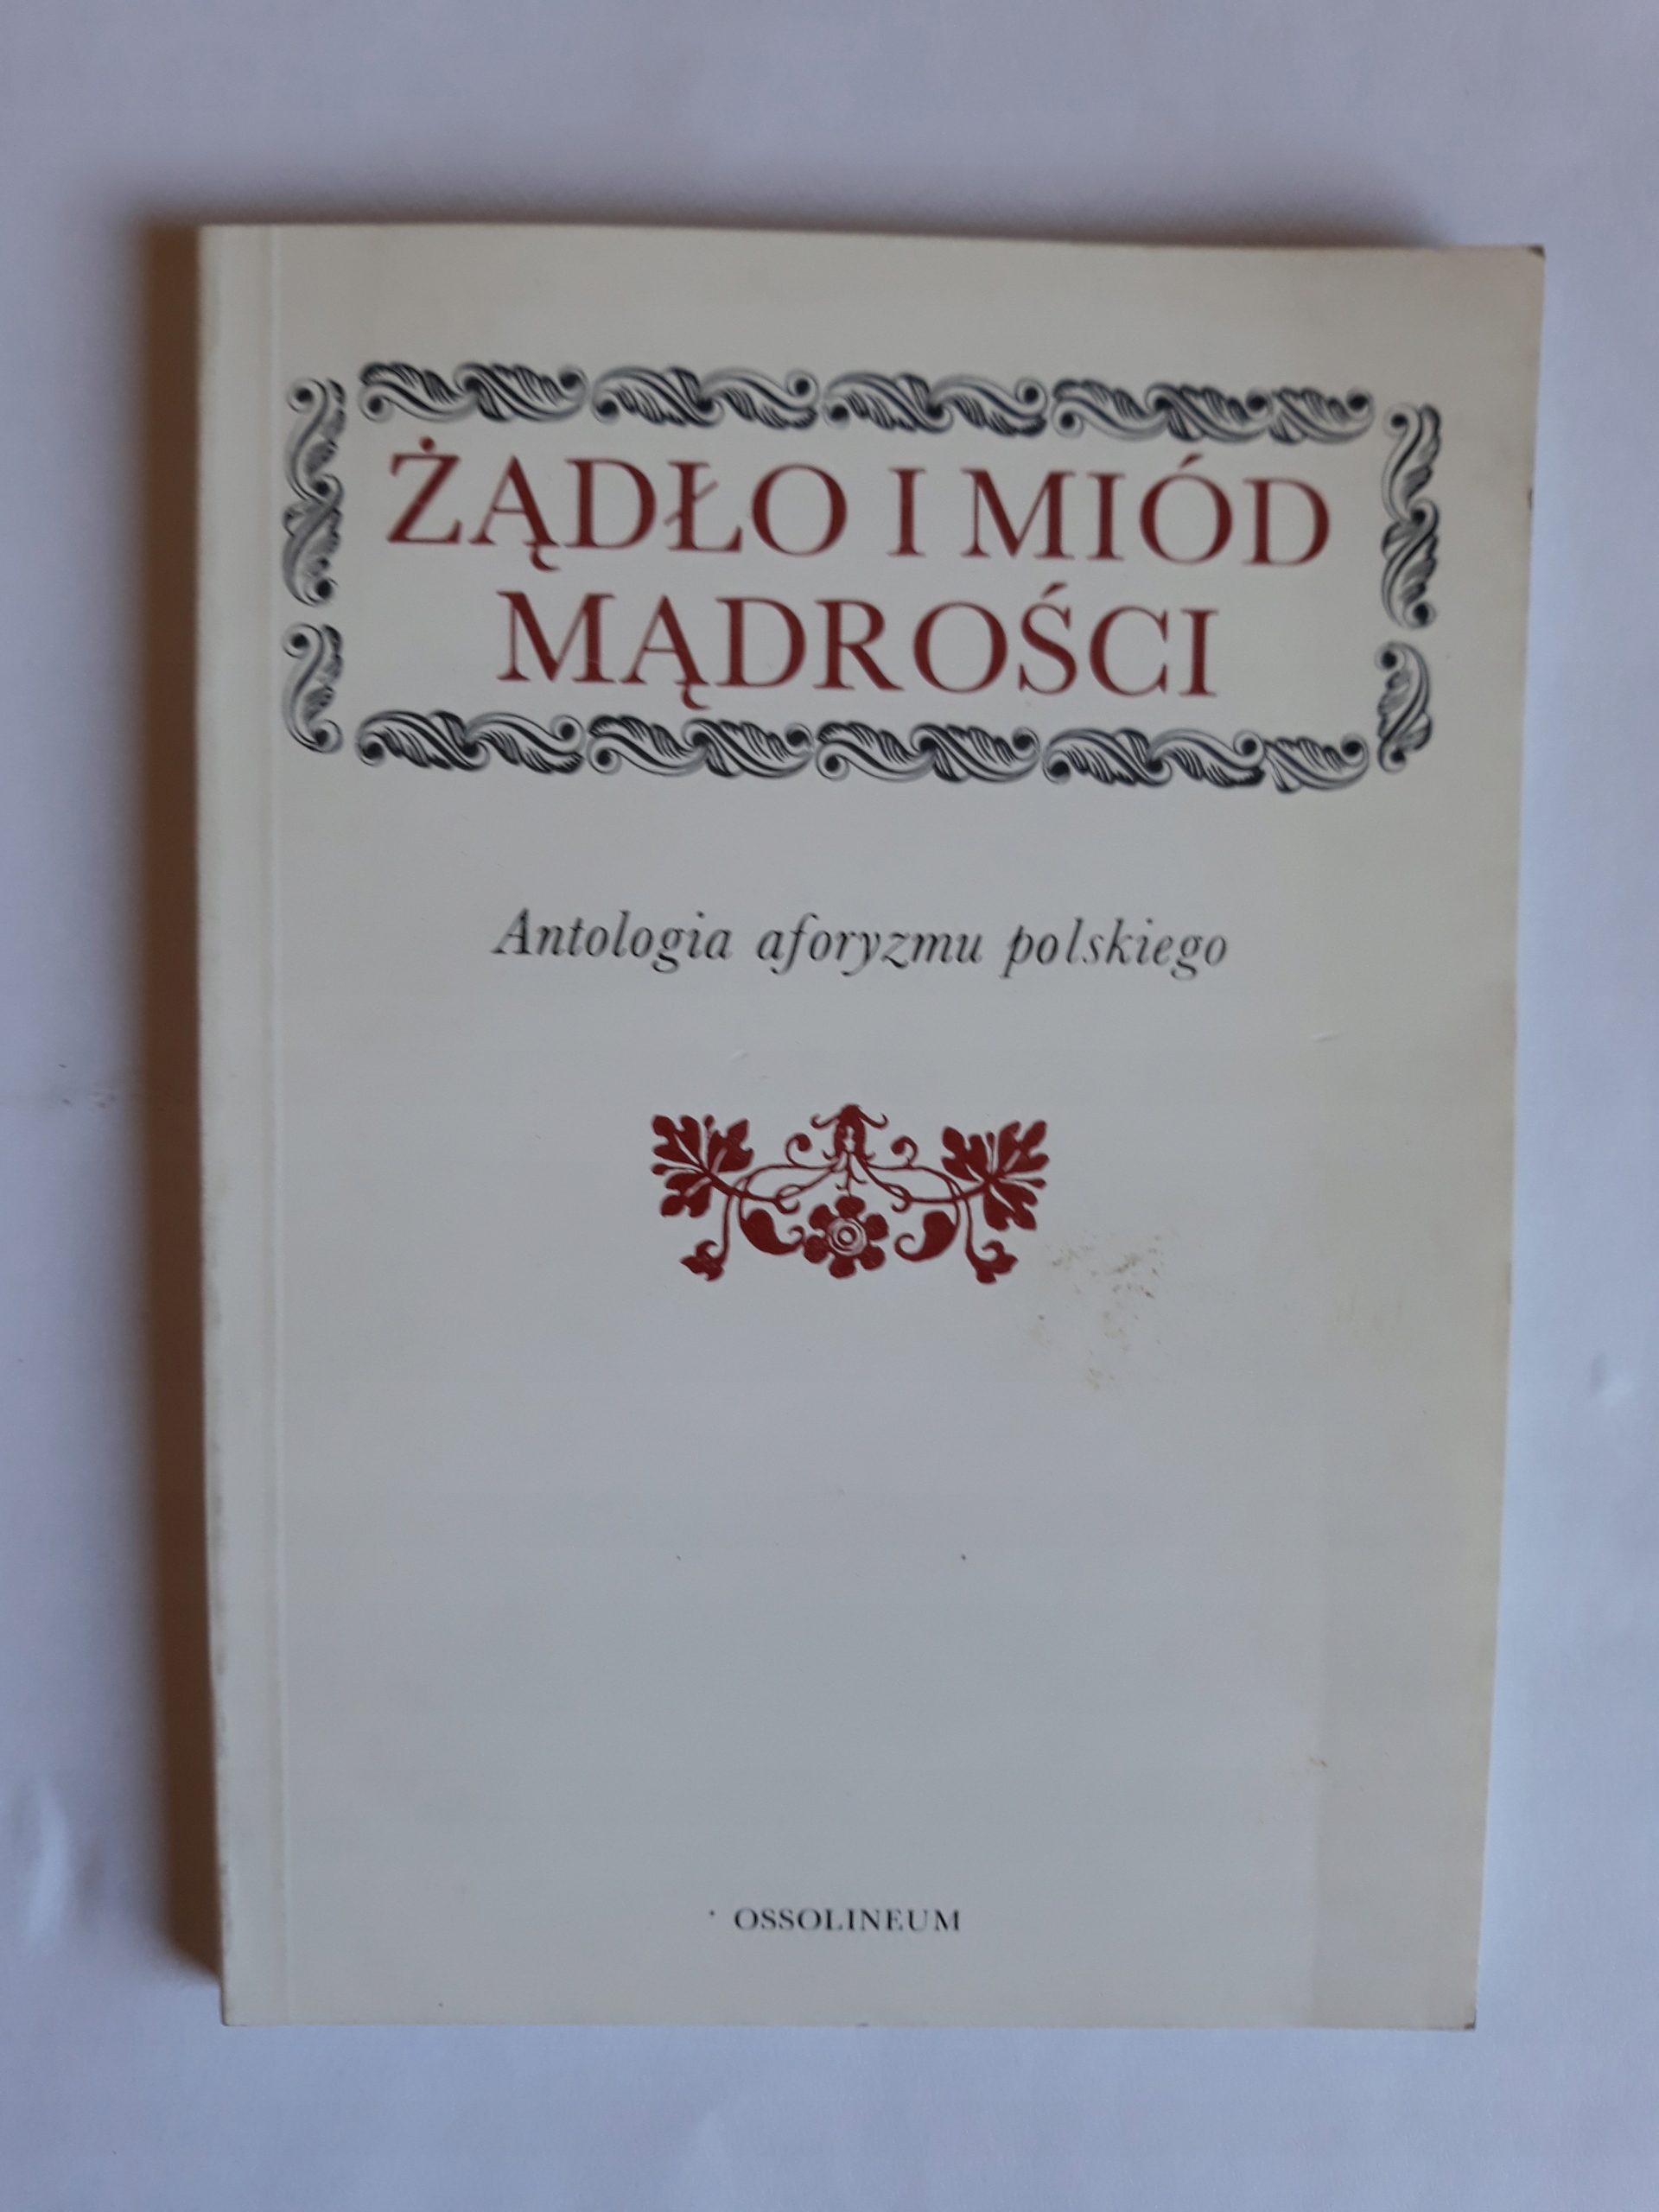 ŻĄDŁO I MIÓD
MĄDROŚCI
Antologia aforyzmu polskiego
OSSOLINEUM